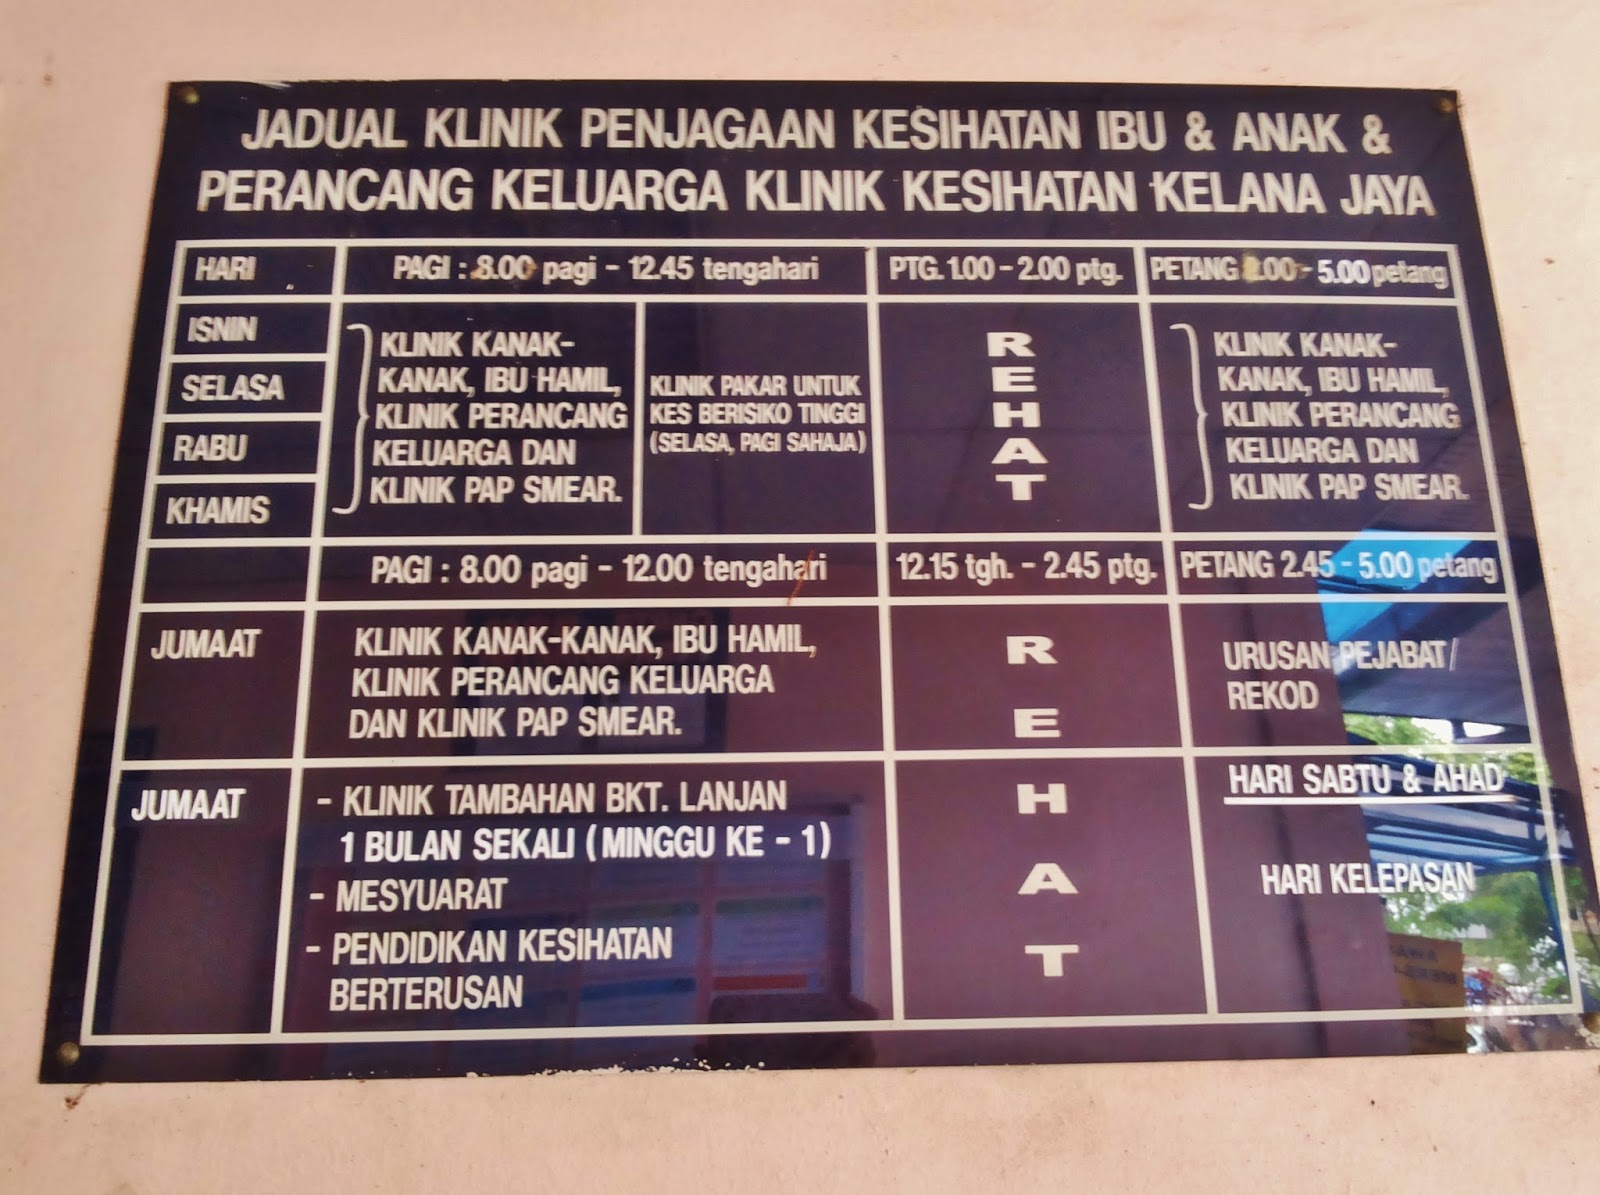 JADUAL KLINIK PENJAGAAN KESIHATAN IBU & ANAK &
PERANCANG KELUARGA KLINIK KESIHATAN KELANA JAYA
HARI
PAGI : 8.00 pagi - 12.45 tengahari
PTG. 1.00 - 2.00 ptg.
PETANG 2.00 - 5.00 petang
ISNIN
SELASA
RABU
KHAMIS
KLINIK KANAK-
KANAK, IBU HAMIL,
KLINIK PERANCANG
KELUARGA DAN
KLINIK PAP SMEAR.
KLINIK PAKAR UNTUK
KES BERISIKO TINGGI
(SELASA, PAGI SAHAJA)
R
E
H
A
T
KLINIK KANAK-
KANAK, IBU HAMIL,
KLINIK PERANCANG
KELUARGA DAN
KLINIK PAP SMEAR.
PAGI : 8.00 pagi - 12.00 tengahari
12.15 tgh. - 2.45 ptg.
PETANG 2.45 - 5.00 petang
JUMAAT
KLINIK KANAK-KANAK, IBU HAMIL,
KLINIK PERANCANG KELUARGA
DAN KLINIK PAP SMEAR.
R
E
H
A
T
URUSAN PEJABAT/
REKOD
JUMAAT
- KLINIK TAMBAHAN BKT. LANJAN
1 BULAN SEKALI (MINGGU KE - 1)
- MESYUARAT
- PENDIDIKAN KESIHATAN
BERTERUSAN
HARI SABTU & AHAD
HARI KELEPASAN